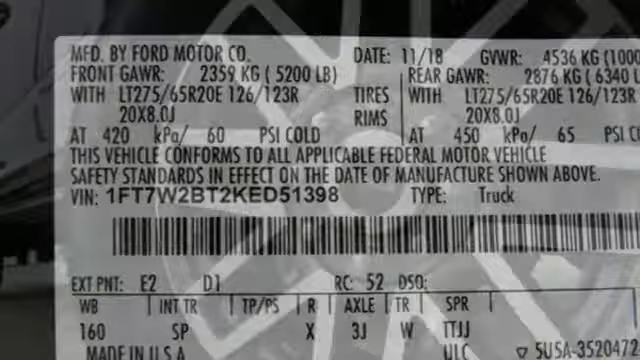 MFD. BY FORD MOTOR CO. DATE: 11/18 GVWR: 4536 KG (1000
FRONT GAWR: 2359 KG (5200 LB) REAR GAWR: 2876 KG (6340 L
WITH LT275/65R20E 126/123R TIRES WITH LT275/65R20E 126/123R
20X8.0J RIMS 20X8.0J
AT 420 kPa/ 60 PSI COLD AT 450 kPa/ 65 PSI COL
THIS VEHICLE CONFORMS TO ALL APPLICABLE FEDERAL MOTOR VEHICLE
SAFETY STANDARDS IN EFFECT ON THE DATE OF MANUFACTURE SHOWN ABOVE.
VIN: 1FT7W2BT2KED51398 TYPE: Truck
EXT PNT: E2 D1 RC: 52 DSO:
WB INT TR TP/PS R AXLE TR SPR
160 SP X 3J W TTJJ
MADE IN U.S.A. ULC 5U5A-3520472